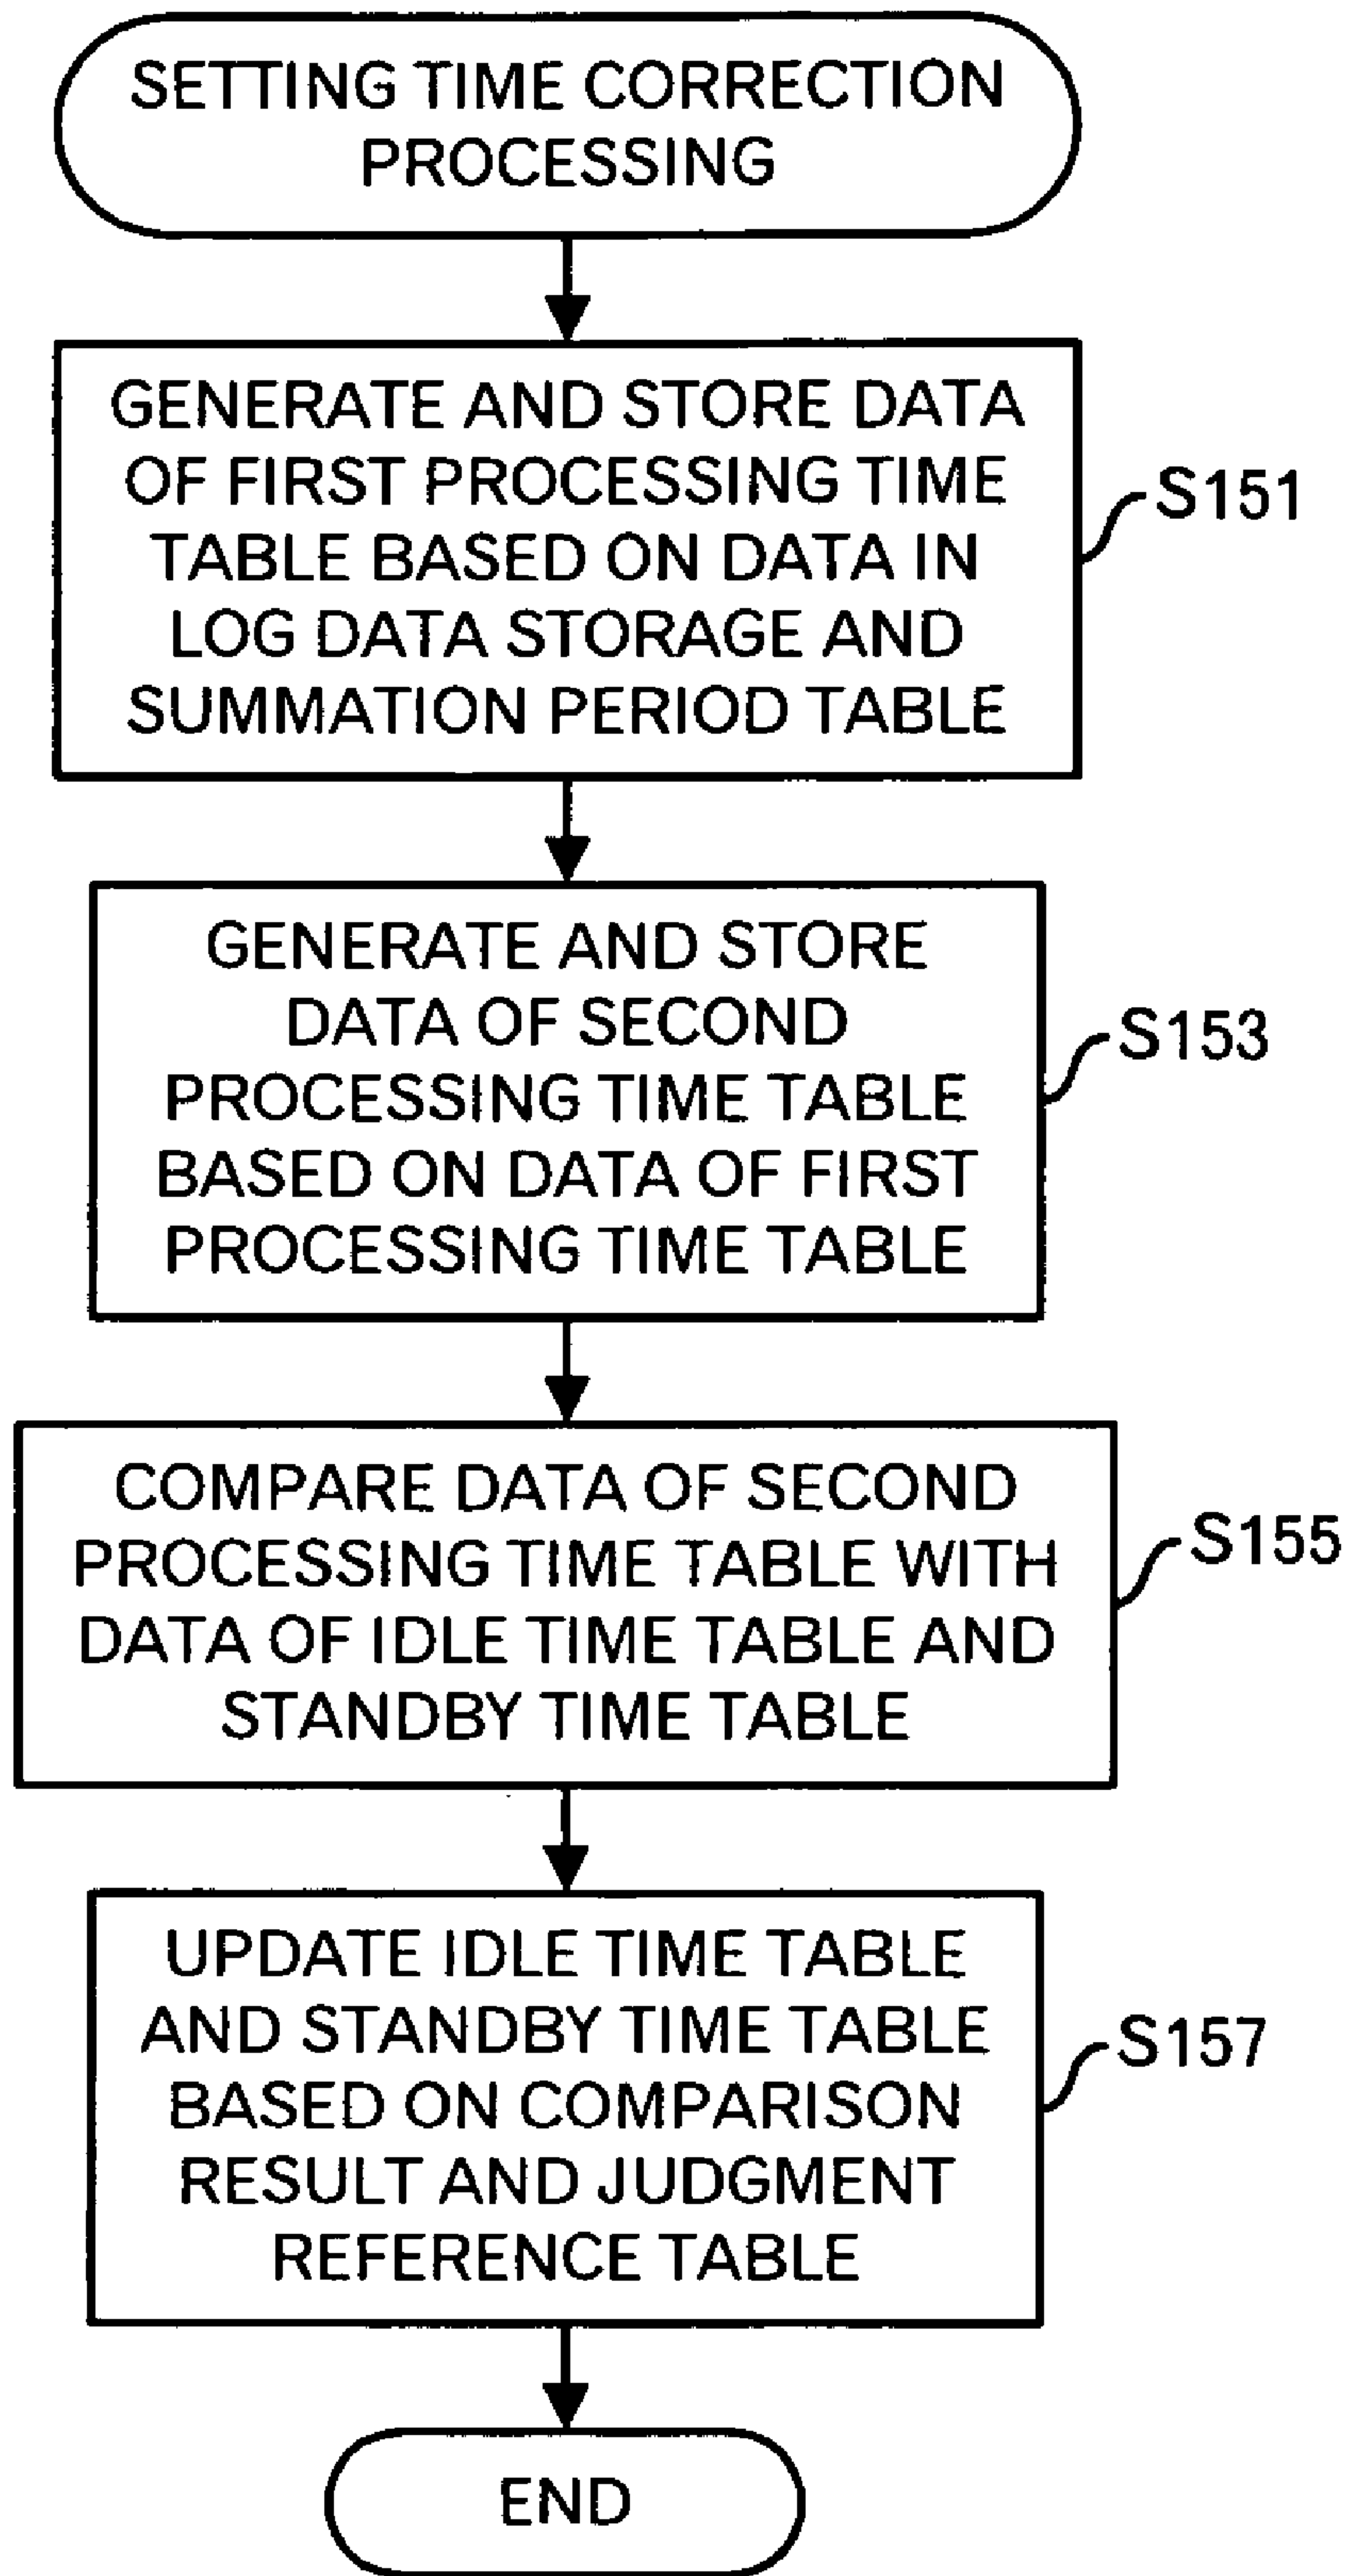 SETTING TIME CORRECTION
PROCESSING
GENERATE AND STORE DATA
OF FIRST PROCESSING TIME
TABLE BASED ON DATA IN
LOG DATA STORAGE AND
SUMMATION PERIOD TABLE
S151
GENERATE AND STORE
DATA OF SECOND
PROCESSING TIME TABLE
BASED ON DATA OF FIRST
PROCESSING TIME TABLE
S153
COMPARE DATA OF SECOND
PROCESSING TIME TABLE WITH
DATA OF IDLE TIME TABLE AND
STANDBY TIME TABLE
S155
UPDATE IDLE TIME TABLE
AND STANDBY TIME TABLE
BASED ON COMPARISON
RESULT AND JUDGMENT
REFERENCE TABLE
S157
END